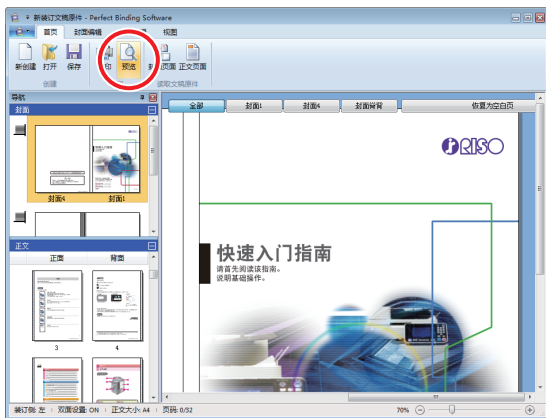 新装订文稿原件 - Perfect Binding Software
首页 封面编辑 视图
新创建 打开 保存 印 预览 封 页面 正文页面
创建 读取文稿原件
导航
封面
封面4 封面1
正文
正面 背面
3 4
全部 封面1 封面4 封面脊背 恢复为空白页
RISO
快速入门指南
请首先阅读该指南。
说明基础操作。
装订侧: 左 双面设置: ON 正文大小: A4 页码: 0/32 70%